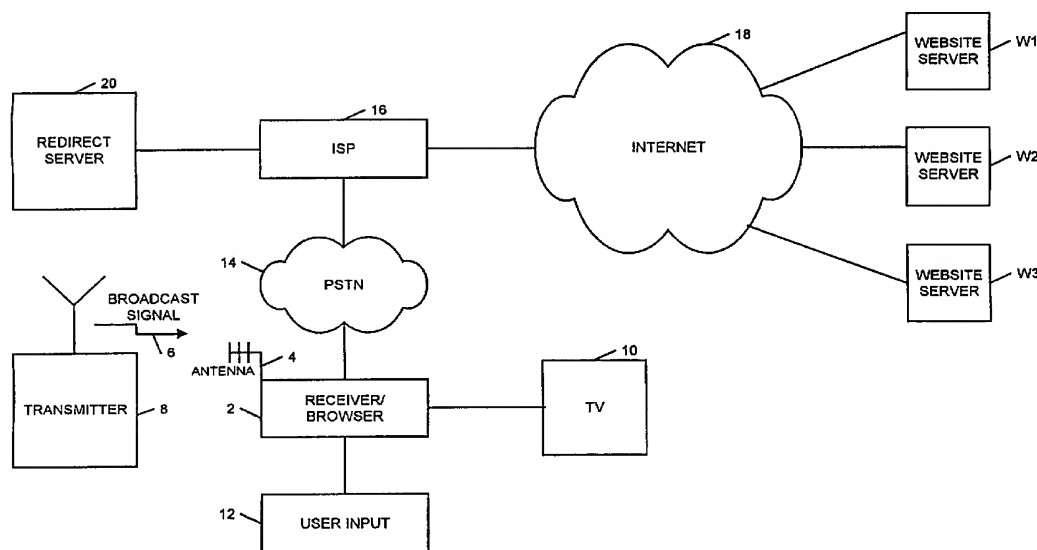 18
WEBSITE
SERVER
W1
20
REDIRECT
SERVER
16
ISP
INTERNET
WEBSITE
SERVER
W2
14
PSTN
WEBSITE
SERVER
W3
BROADCAST
SIGNAL
6
ANTENNA
4
10
TRANSMITTER
8
2
RECEIVER/
BROWSER
TV
12
USER INPUT